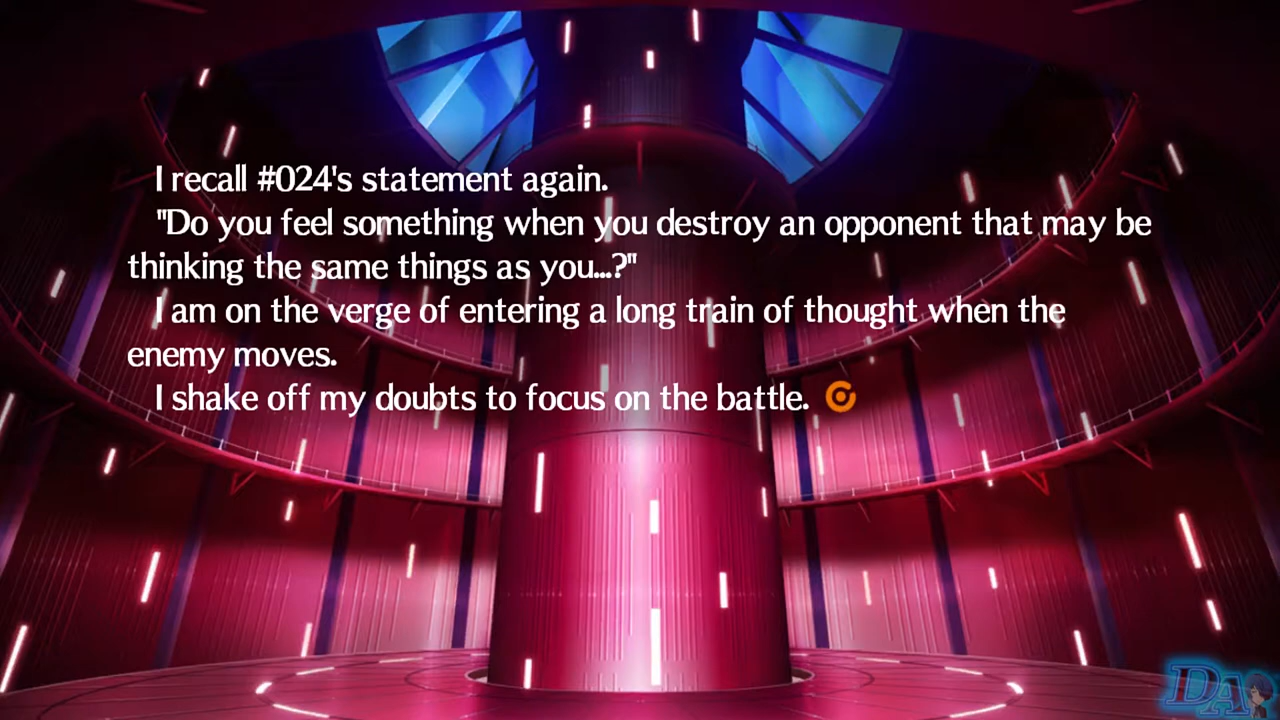 I recall #024's statement again.
"Do you feel something when you destroy an opponent that may be
thinking the same things as you...?"
I am on the verge of entering a long train of thought when the
enemy moves.
I shake off my doubts to focus on the battle.
DA